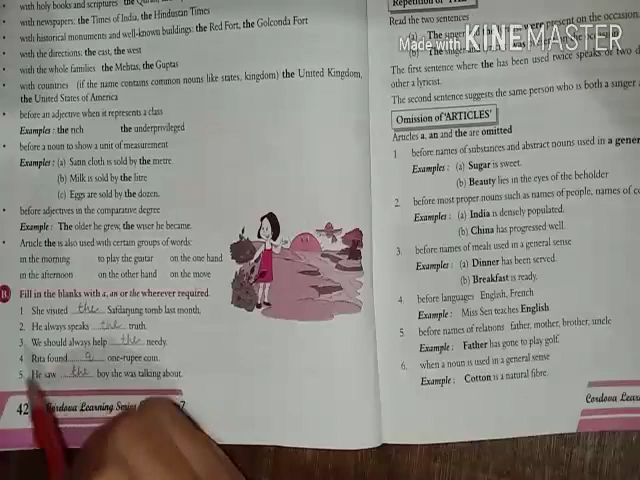 with holy books and scriptures the
with newspapers: the Times of India, the Hindustan Times
with historical monuments and well-known buildings: the Red Fort, the Golconda Fort
with the directions: the east, the west
with the whole families the Mehtas, the Guptas
with countries (if the name contains common nouns like states, kingdom) the United Kingdom,
the United States of America
before an adjective when it represents a class
Examples: the rich the underprivileged
before a noun to show a unit of measurement
Examples: (a) Satin cloth is sold by the metre
(b) Milk is sold by the litre
(c) Eggs are sold by the dozen.
before adjectives in the comparative degree
Example: The older he grew, the wiser he became.
Article the is also used with certain groups of words:
in the morning to play the guitar on the one hand
in the afternoon on the other hand on the move
B. Fill in the blanks with a, an or the wherever required.
1 She visited the Safdarjung tomb last month.
2. He always speaks the truth.
3. We should always help the needy.
4 Rita found a one-rupee coin.
5. He saw the boy she was talking about.
42 Cordova Learning Series 7
Repetition of
Read the two sentences
(a) The singer were present on the occasion.
(b) The singer
Made with KINEMASTER
The first sentence where the has been used twice speaks of two
other a lyricist.
The second sentence suggests the same person who is both a singer
Omission of 'ARTICLES'
Articles a, an and the are omitted
1 before names of substances and abstract nouns used in a
Examples: (a) Sugar is sweet.
(b) Beauty lies in the eyes of the beholder
2. before most proper nouns such as names of people, names of
Examples: (a) India is densely populated.
(b) China has progressed well.
3. before names of meals used in a general sense
Examples: (a) Dinner has been served.
(b) Breakfast is ready.
4 before languages English, French
Example: Miss Sen teaches English
5 before names of relations father, mother, brother, uncle
Example: Father has gone to play golf.
6. when a noun is used in a general sense
Example: Cotton is a natural fibre.
Cordova